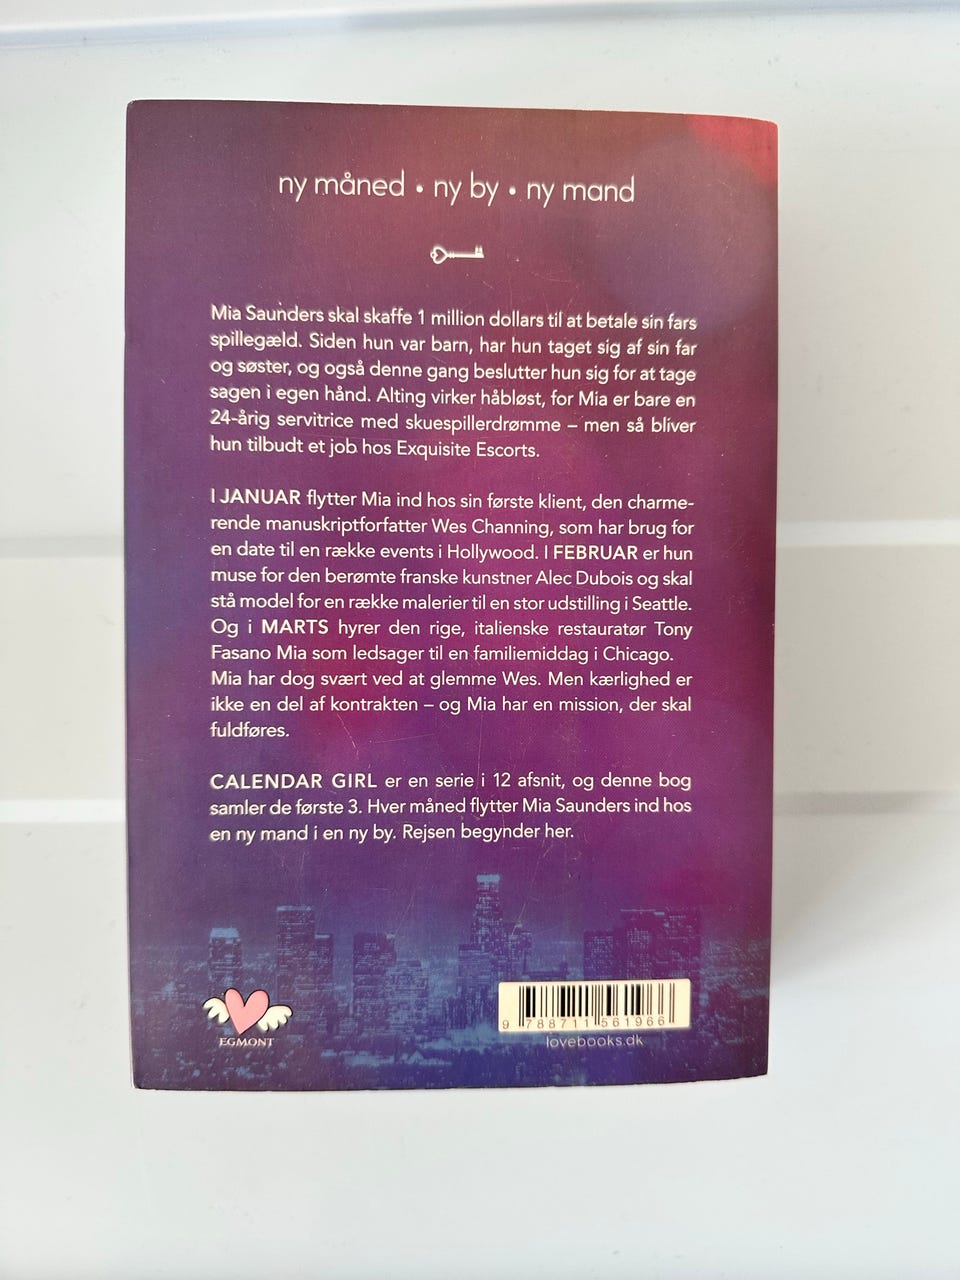 ny måned • ny by • ny mand
Mia Saunders skal skaffe 1 million dollars til at betale sin fars
spillegæld. Siden hun var barn, har hun taget sig af sin far
og søster, og også denne gang beslutter hun sig for at tage
sagen i egen hånd. Alting virker håbløst, for Mia er bare en
24-årig servitrice med skuespillerdrømme – men så bliver
hun tilbudt et job hos Exquisite Escorts.
I JANUAR flytter Mia ind hos sin første klient, den charme-
rende manuskriptforfatter Wes Channing, som har brug for
en date til en række events i Hollywood. I FEBRUAR er hun
muse for den berømte franske kunstner Alec Dubois og skal
stå model for en række malerier til en stor udstilling i Seattle.
Og i MARTS hyrer den rige, italienske restauratør Tony
Fasano Mia som ledsager til en familiemiddag i Chicago.
Mia har dog svært ved at glemme Wes. Men kærlighed er
ikke en del af kontrakten – og Mia har en mission, der skal
fuldføres.
CALENDAR GIRL er en serie i 12 afsnit, og denne bog
samler de første 3. Hver måned flytter Mia Saunders ind hos
en ny mand i en ny by. Rejsen begynder her.
EGMONT
9 788711 561966
lovebooks.dk